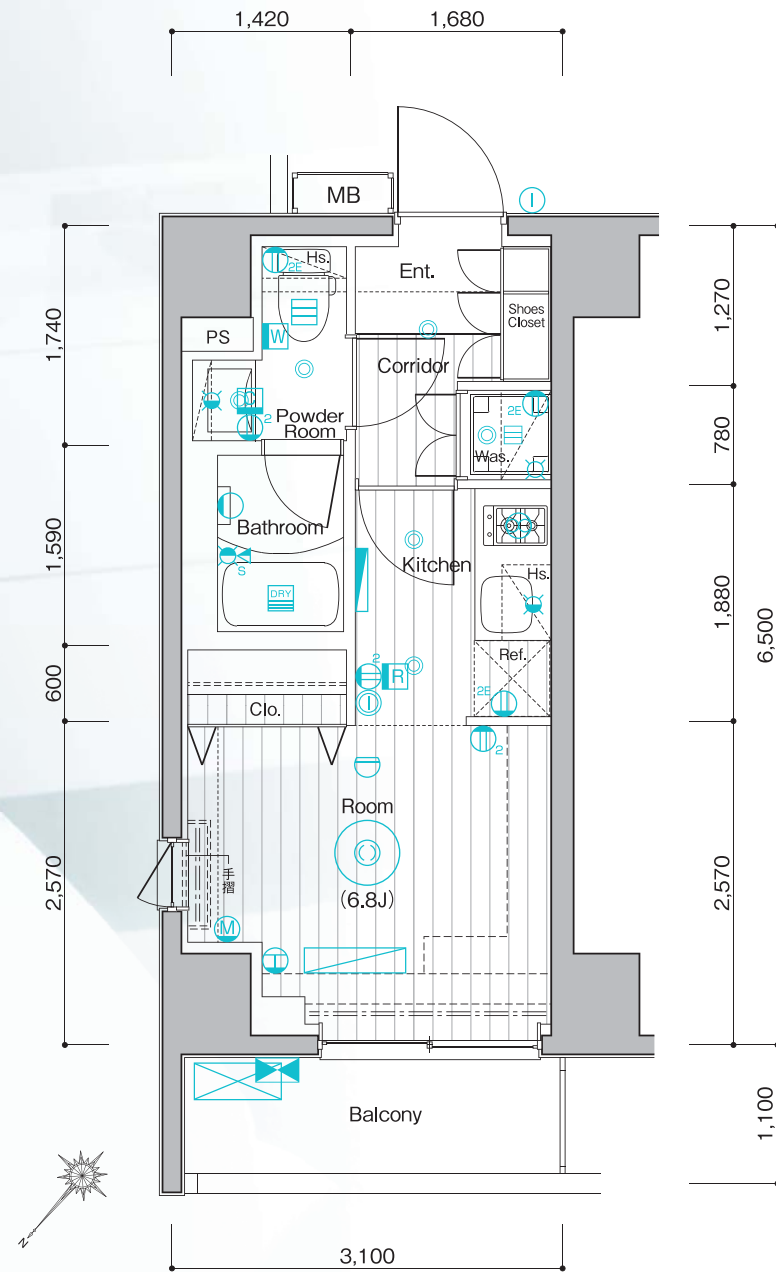 1,420
1,680
MB
I
2E
Hs.
Ent.
Shoes
Closet
1,740
1,270
PS
W
Corridor
C
2
Powder
Room
2E
Was.
780
1,590
Bathroom
S
DRY
Kitchen
Hs.
1,880
6,500
600
2
R
I
Ref.
2E
Clo.
2
Room
(6.8J)
手摺
2,570
2,570
M
T
Balcony
1,100
N
3,100